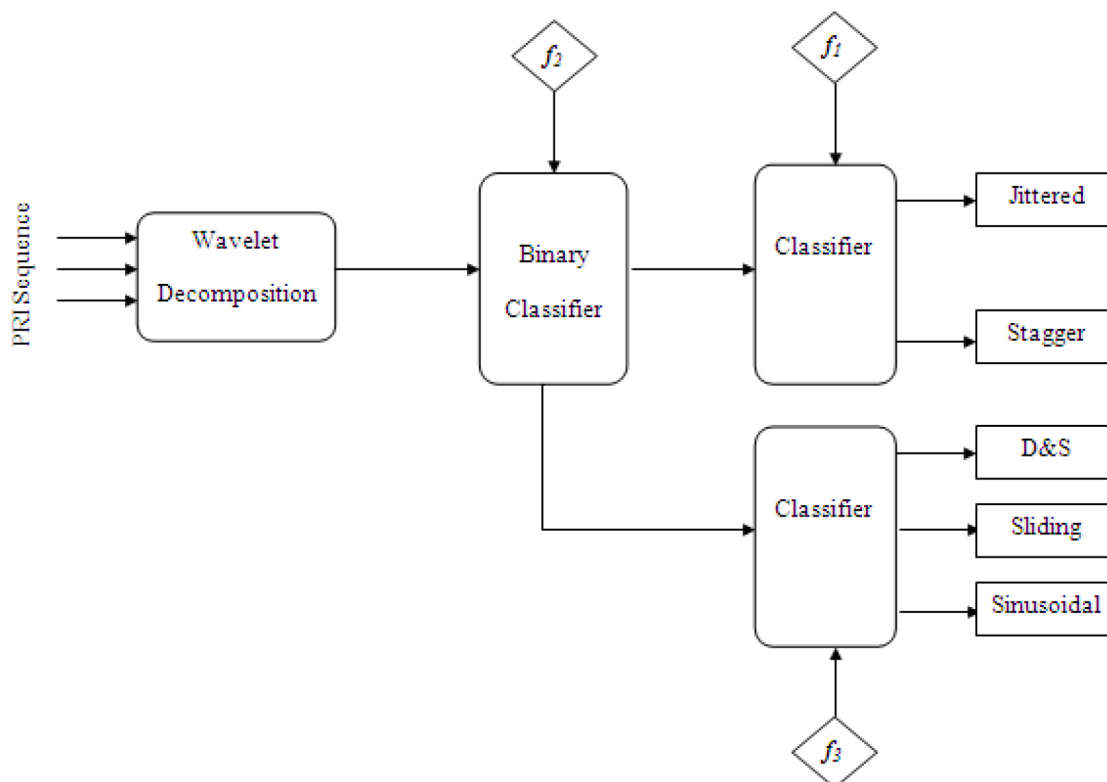 f2
f1
PRI Sequence
Wavelet
Decomposition
Binary
Classifier
Classifier
Jittered
Stagger
Classifier
D&S
Sliding
Sinusoidal
f3